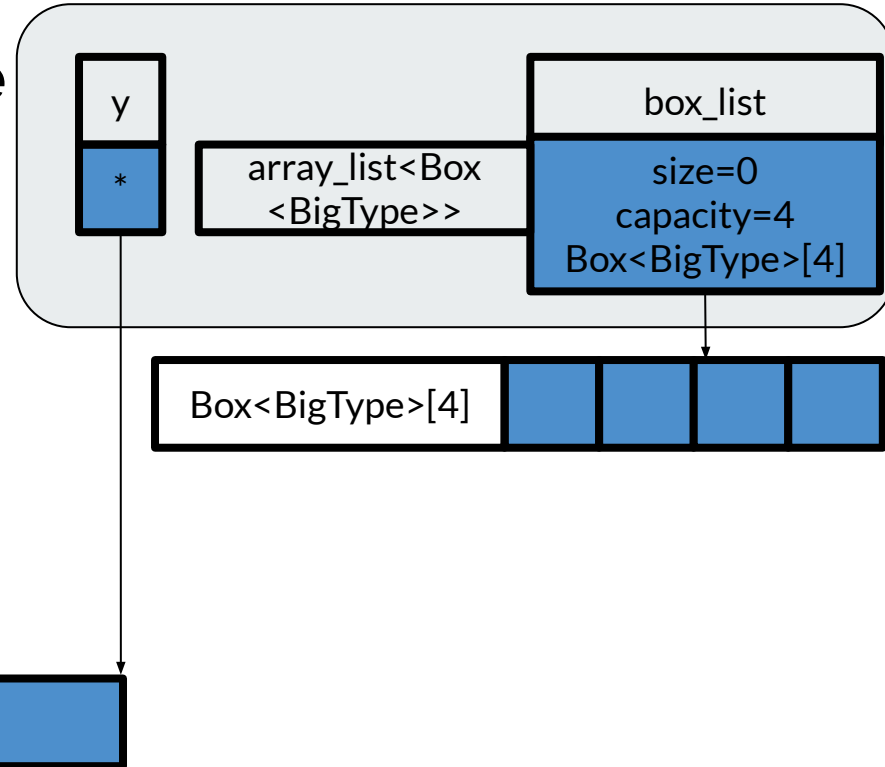 e
y
box_list
*
array_list<Box
<BigType>>
size=0
capacity=4
Box<BigType>[4]
Box<BigType>[4]